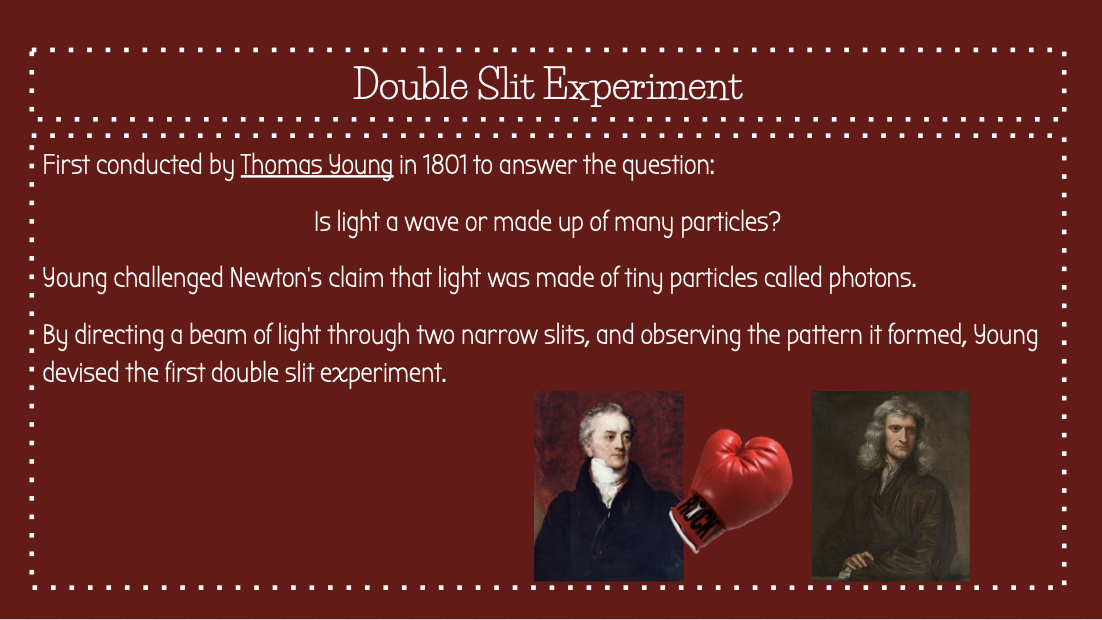 Double Slit Experiment
First conducted by Thomas Young in 1801 to answer the question:
Is light a wave or made up of many particles?
Young challenged Newton's claim that light was made of tiny particles called photons.
By directing a beam of light through two narrow slits, and observing the pattern it formed, Young
devised the first double slit experiment.
ROCKY